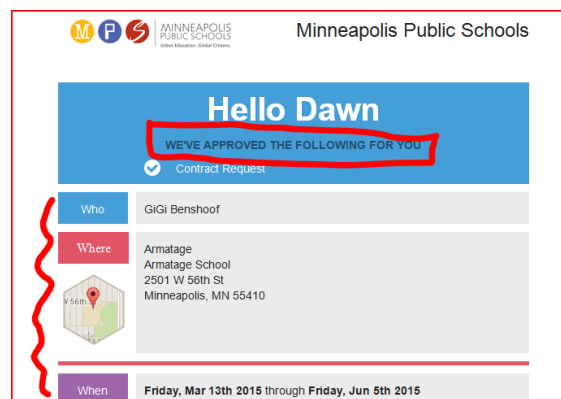 M P S MINNEAPOLIS
PUBLIC SCHOOLS
Urban Education. Global Citizens.
Minneapolis Public Schools
Hello Dawn
WE'VE APPROVED THE FOLLOWING FOR YOU
Contract Request
Who
GiGi Benshoof
Where
Armatage
Armatage School
2501 W 56th St
Minneapolis, MN 55410
When
Friday, Mar 13th 2015 through Friday, Jun 5th 2015